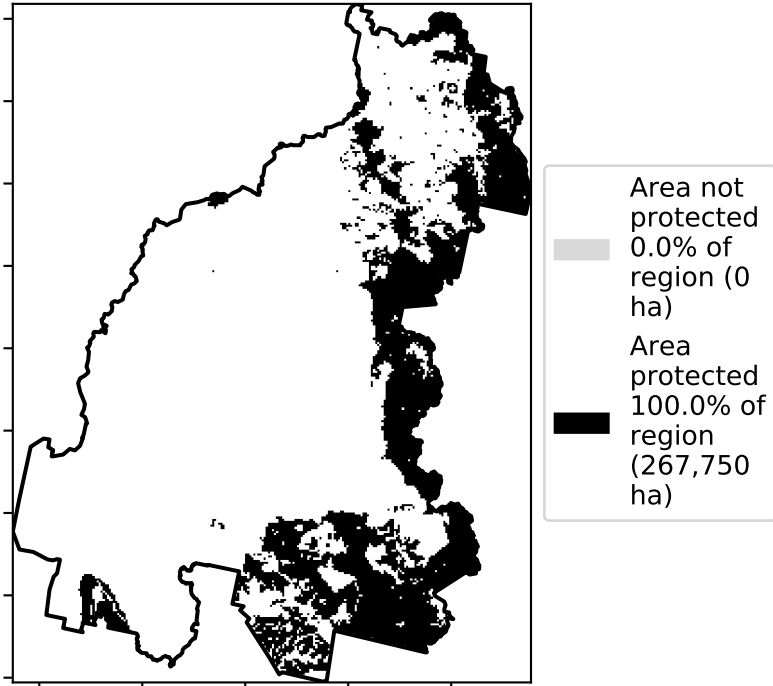 Area not
protected
0.0% of
region (0
ha)
Area
protected
100.0% of
region
(267,750
ha)